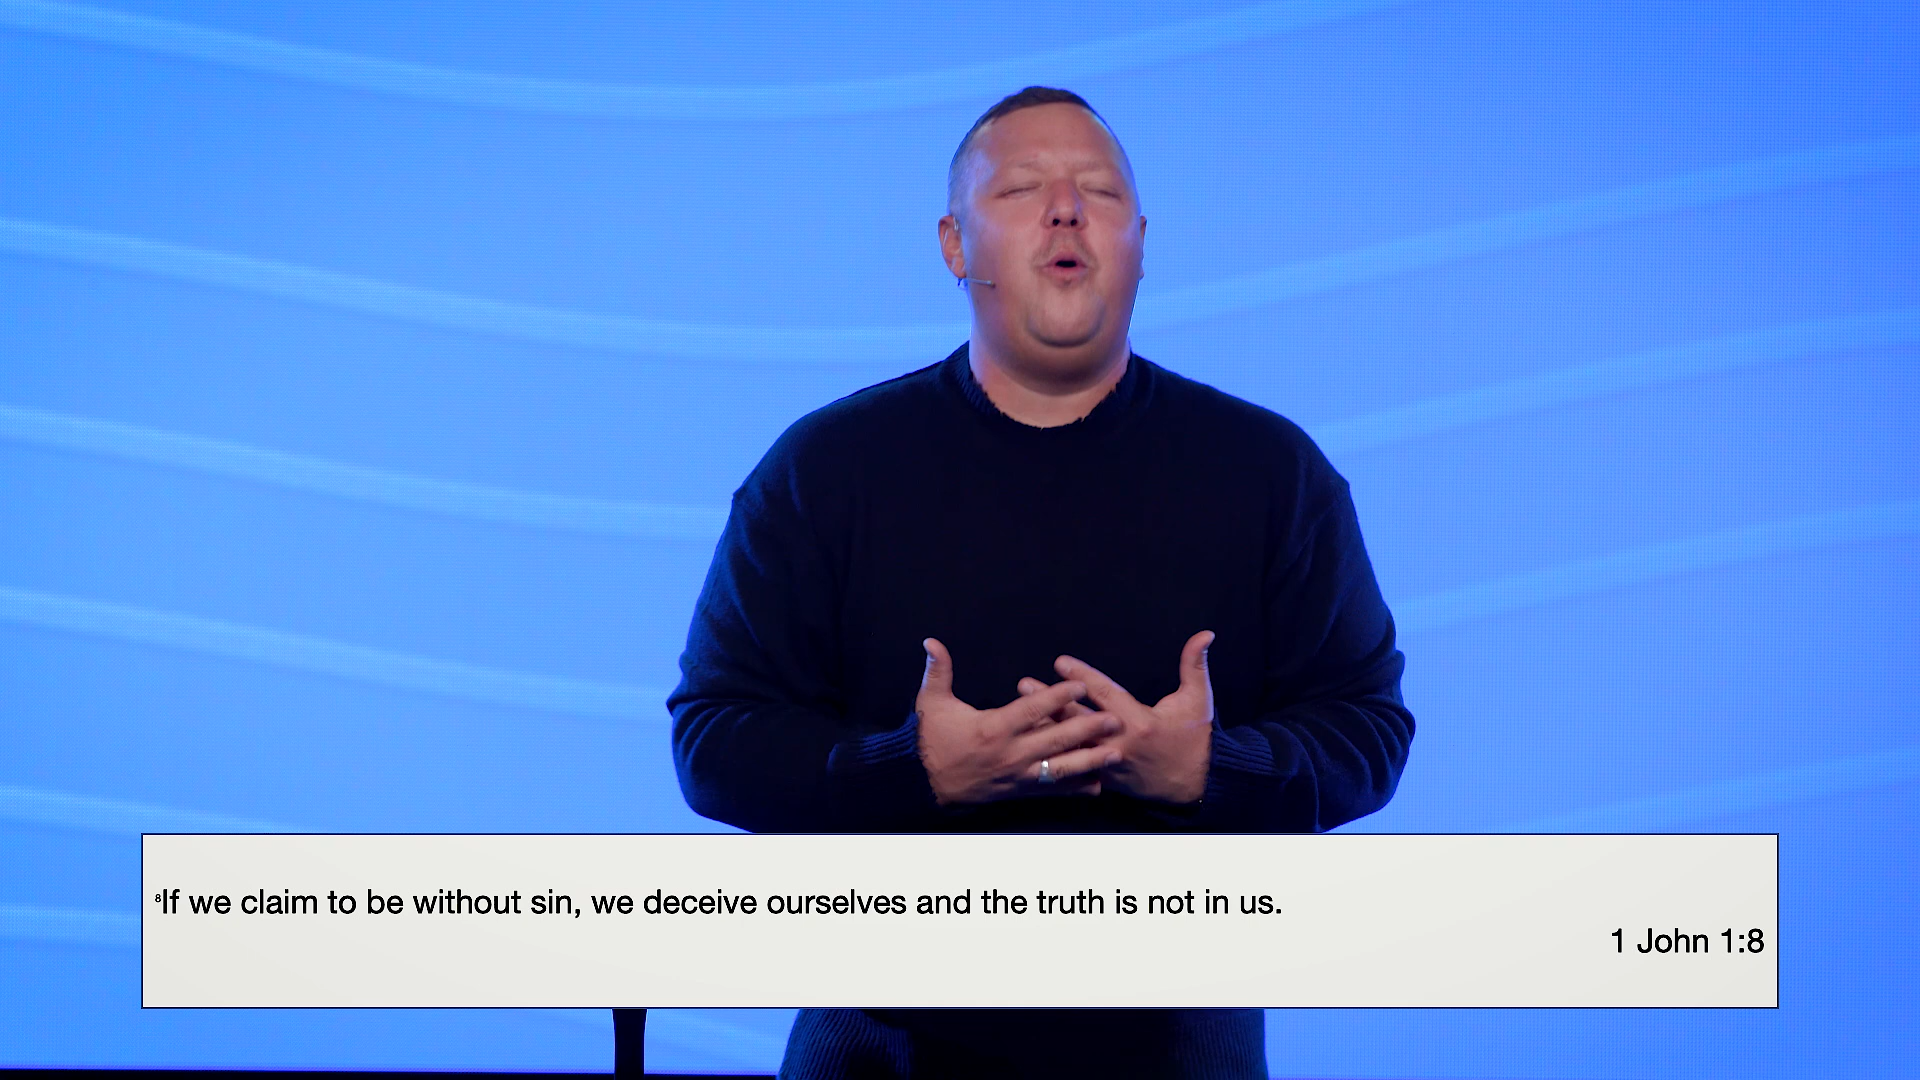 ⁸If we claim to be without sin, we deceive ourselves and the truth is not in us.
1 John 1:8